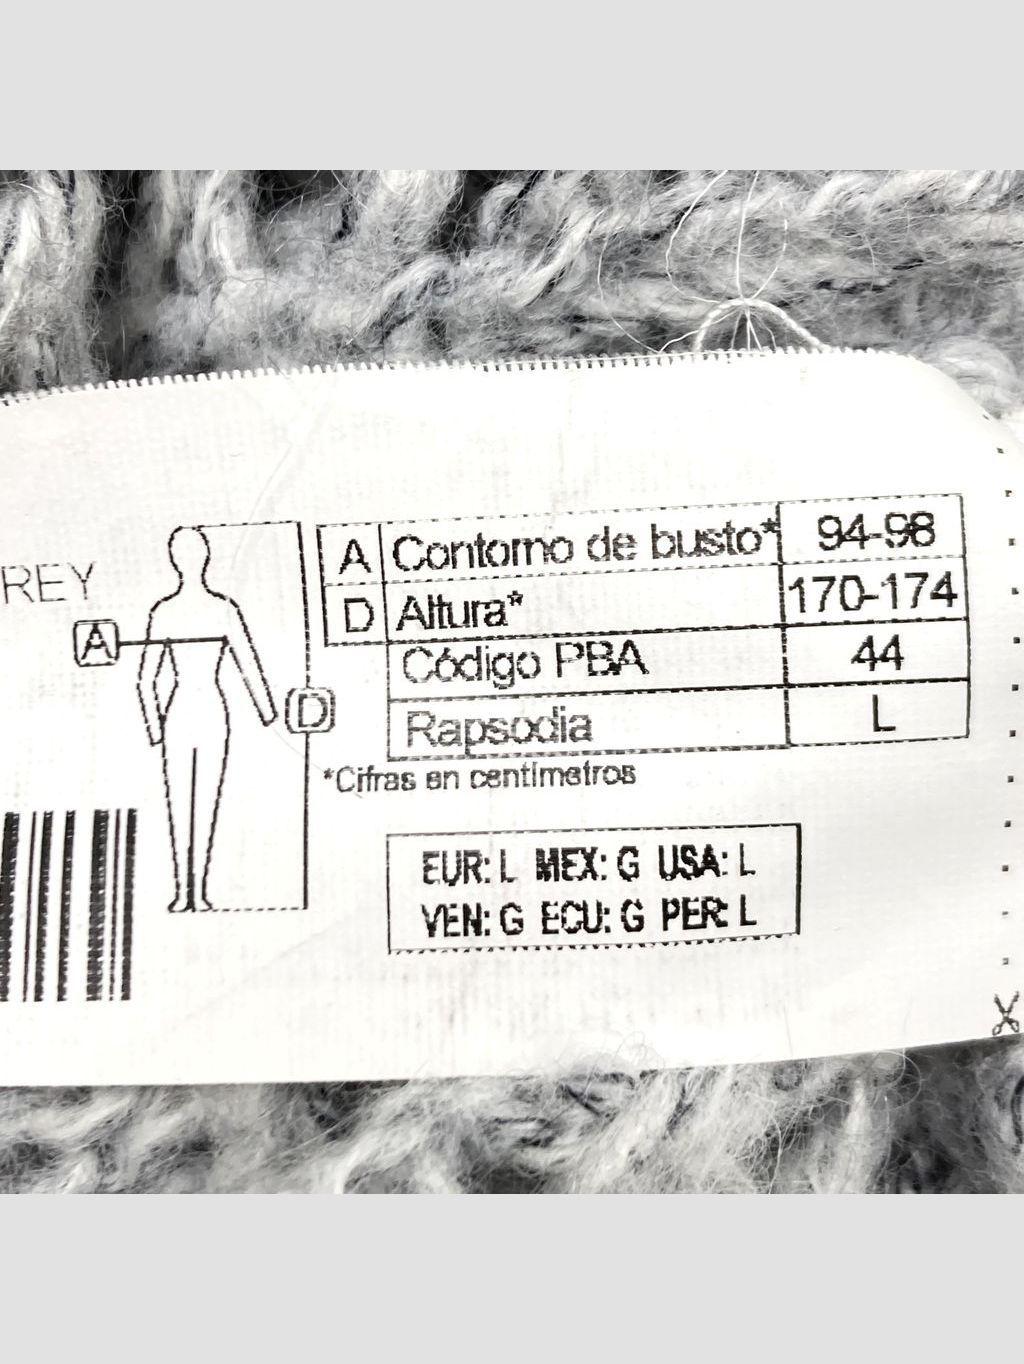 REY
A Contorno de busto* 94-98
D Altura* 170-174
Código PBA 44
Rapsodia L
*Cifras en centímetros
A
D
EUR: L MEX: G USA: L
VEN: G ECU: G PER: L